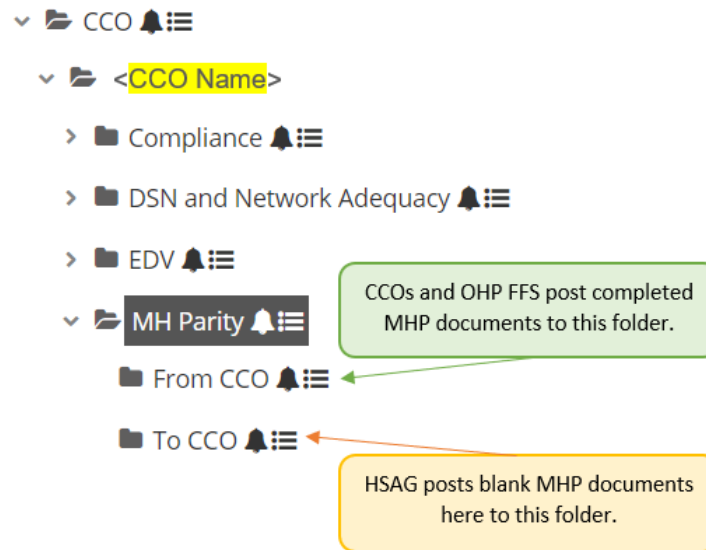 CCO
<CCO Name>
Compliance
DSN and Network Adequacy
EDV
MH Parity
CCOs and OHP FFS post completed
MHP documents to this folder.
From CCO
To CCO
HSAG posts blank MHP documents
here to this folder.